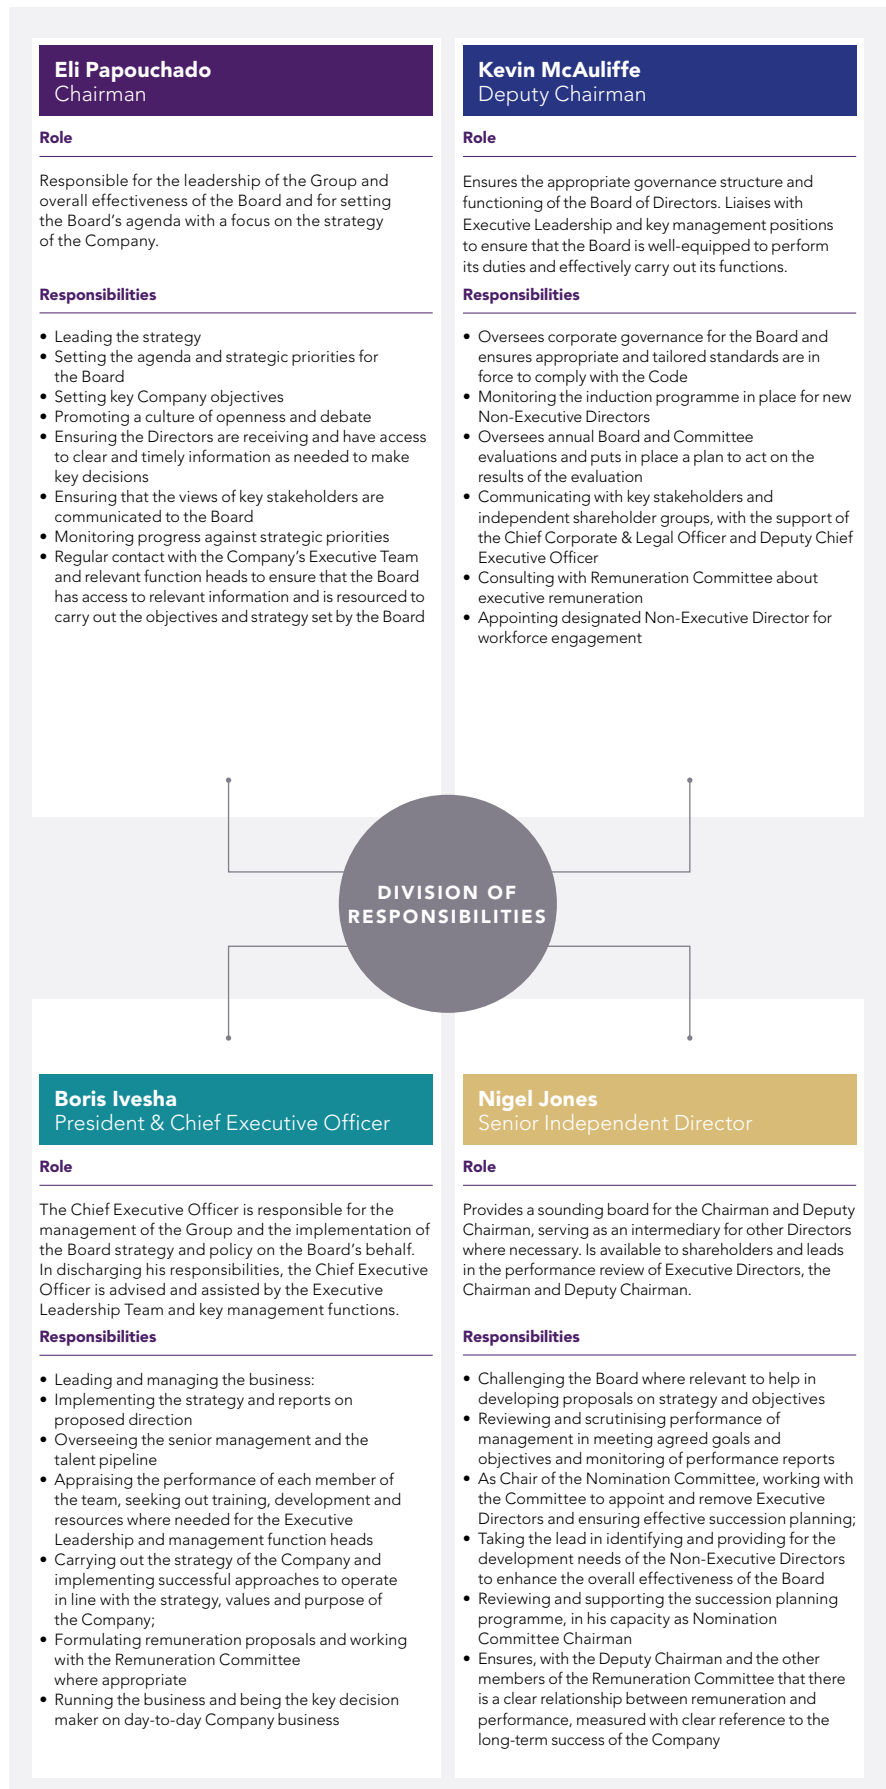 Eli Papouchado
Chairman
Role
Responsible for the leadership of the Group and
overall effectiveness of the Board and for setting
the Board's agenda with a focus on the strategy
of the Company.
Responsibilities
• Leading the strategy
• Setting the agenda and strategic priorities for
the Board
• Setting key Company objectives
• Promoting a culture of openness and debate
• Ensuring the Directors are receiving and have access
to clear and timely information as needed to make
key decisions
• Ensuring that the views of key stakeholders are
communicated to the Board
• Monitoring progress against strategic priorities
• Regular contact with the Company's Executive Team
and relevant function heads to ensure that the Board
has access to relevant information and is resourced to
carry out the objectives and strategy set by the Board
Kevin McAuliffe
Deputy Chairman
Role
Ensures the appropriate governance structure and
functioning of the Board of Directors. Liaises with
Executive Leadership and key management positions
to ensure that the Board is well-equipped to perform
its duties and effectively carry out its functions.
Responsibilities
• Oversees corporate governance for the Board and
ensures appropriate and tailored standards are in
force to comply with the Code
• Monitoring the induction programme in place for new
Non-Executive Directors
• Oversees annual Board and Committee
evaluations and puts in place a plan to act on the
results of the evaluation
• Communicating with key stakeholders and
independent shareholder groups, with the support of
the Chief Corporate & Legal Officer and Deputy Chief
Executive Officer
• Consulting with Remuneration Committee about
executive remuneration
• Appointing designated Non-Executive Director for
workforce engagement
DIVISION OF
RESPONSIBILITIES
Boris Ivesha
President & Chief Executive Officer
Role
The Chief Executive Officer is responsible for the
management of the Group and the implementation of
the Board strategy and policy on the Board's behalf.
In discharging his responsibilities, the Chief Executive
Officer is advised and assisted by the Executive
Leadership Team and key management functions.
Responsibilities
• Leading and managing the business:
• Implementing the strategy and reports on
proposed direction
• Overseeing the senior management and the
talent pipeline
• Appraising the performance of each member of
the team, seeking out training, development and
resources where needed for the Executive
Leadership and management function heads
• Carrying out the strategy of the Company and
implementing successful approaches to operate
in line with the strategy, values and purpose of
the Company;
• Formulating remuneration proposals and working
with the Remuneration Committee
where appropriate
• Running the business and being the key decision
maker on day-to-day Company business
Nigel Jones
Senior Independent Director
Role
Provides a sounding board for the Chairman and Deputy
Chairman, serving as an intermediary for other Directors
where necessary. Is available to shareholders and leads
in the performance review of Executive Directors, the
Chairman and Deputy Chairman.
Responsibilities
• Challenging the Board where relevant to help in
developing proposals on strategy and objectives
• Reviewing and scrutinising performance of
management in meeting agreed goals and
objectives and monitoring of performance reports
• As Chair of the Nomination Committee, working with
the Committee to appoint and remove Executive
Directors and ensuring effective succession planning;
• Taking the lead in identifying and providing for the
development needs of the Non-Executive Directors
to enhance the overall effectiveness of the Board
• Reviewing and supporting the succession planning
programme, in his capacity as Nomination
Committee Chairman
• Ensures, with the Deputy Chairman and the other
members of the Remuneration Committee that there
is a clear relationship between remuneration and
performance, measured with clear reference to the
long-term success of the Company